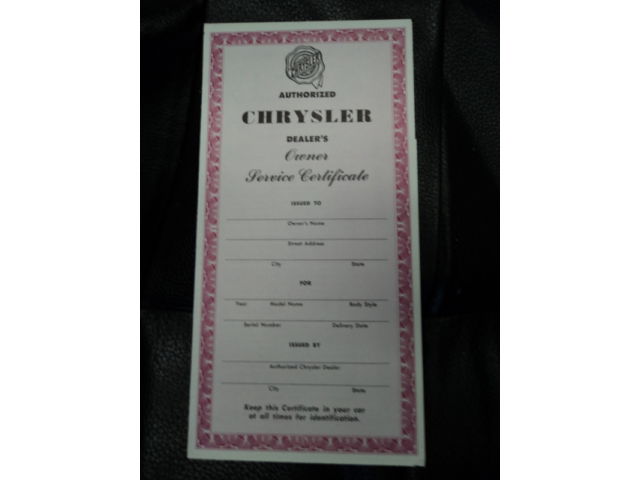 CHRYSLER
AUTHORIZED
CHRYSLER
DEALER'S
Owner
Service Certificate
ISSUED TO
Owner's Name
Street Address
City State
FOR
Year Model Name Body Style
Serial Number Delivery Date
ISSUED BY
Authorized Chrysler Dealer
City State
Keep this Certificate in your car
at all times for identification.